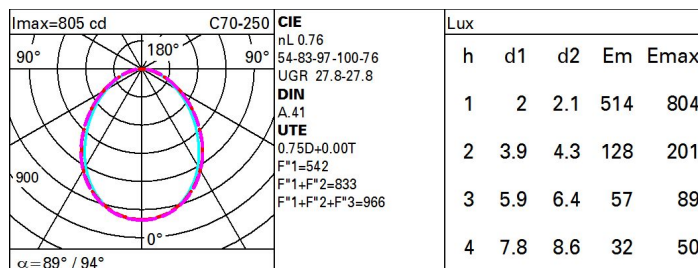 Imax=805 cd C70-250
90° 180° 90°
900
0°
α=89° / 94°
CIE
nL 0.76
54-83-97-100-76
UGR 27.8-27.8
DIN
A.41
UTE
0.75D+0.00T
F"1=542
F"1+F"2=833
F"1+F"2+F"3=966
Lux
h d1 d2 Em Emax
1 2 2.1 514 804
2 3.9 4.3 128 201
3 5.9 6.4 57 89
4 7.8 8.6 32 50